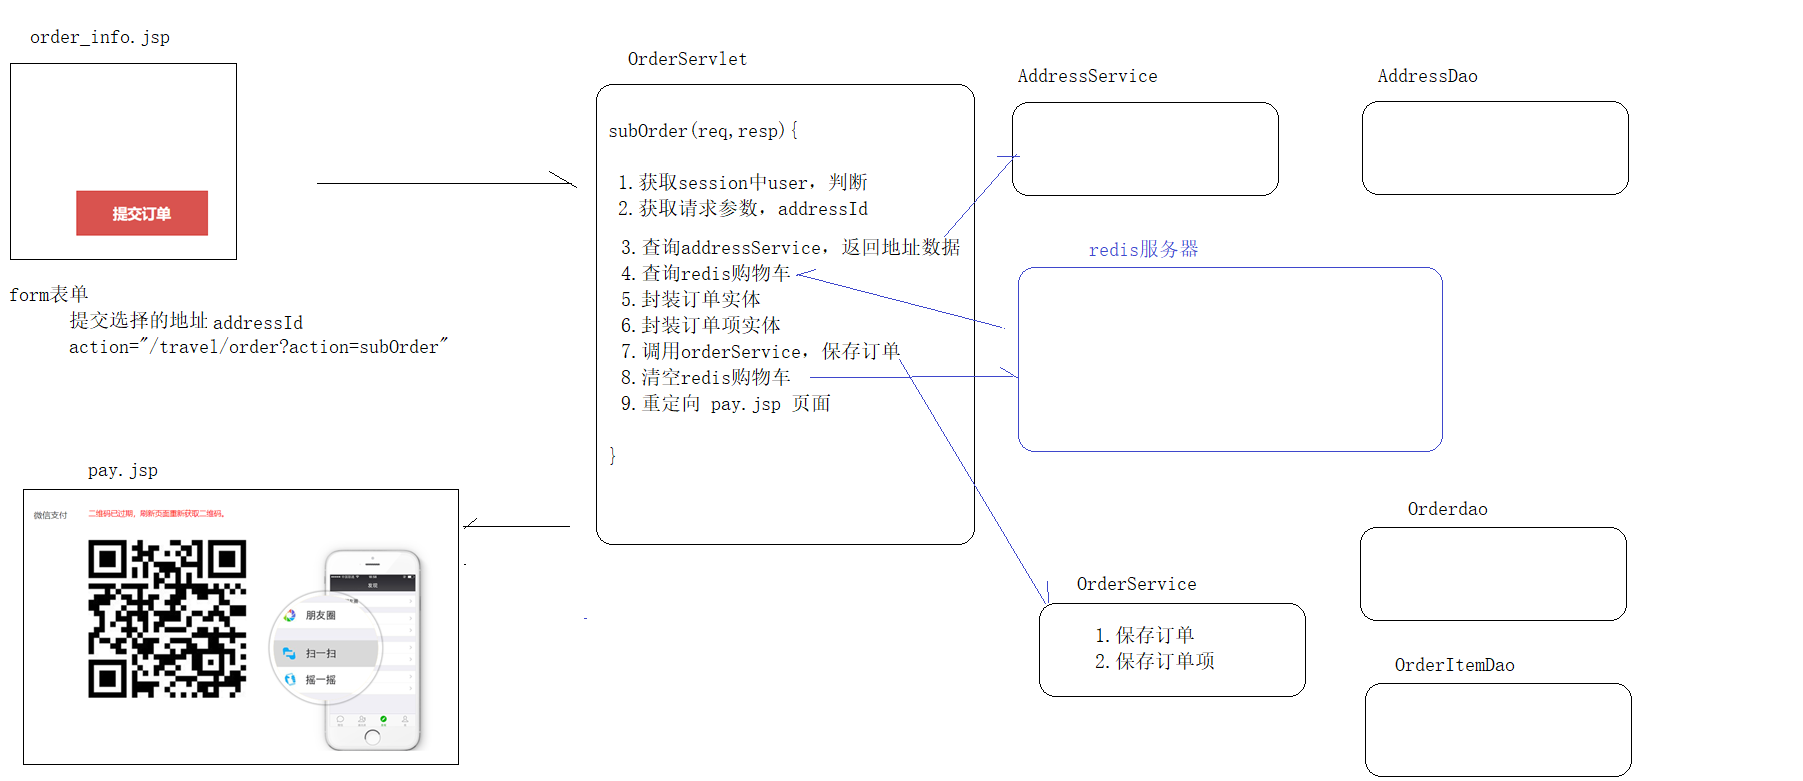 order_info.jsp
提交订单
form表单
提交选择的地址 addressId
action="/travel/order?action=subOrder"
OrderServlet
subOrder(req,resp){
1.获取session中user，判断
2.获取请求参数，addressId
3.查询addressService，返回地址数据
4.查询redis购物车
5.封装订单实体
6.封装订单项实体
7.调用orderService，保存订单
8.清空redis购物车
9.重定向 pay.jsp 页面
}
AddressService
AddressDao
redis服务器
pay.jsp
微信支付
二维码已过期，刷新页面重新获取二维码。
发现
朋友圈
扫一扫
摇一摇
OrderService
1.保存订单
2.保存订单项
Orderdao
OrderItemDao